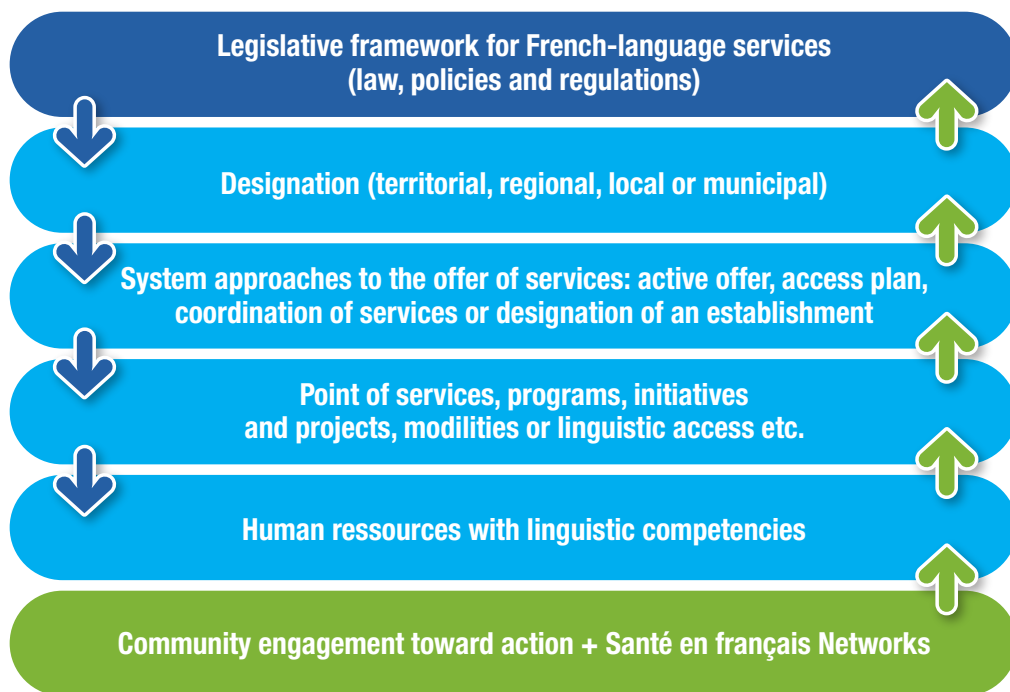 Legislative framework for French-language services
(law, policies and regulations)
Designation (territorial, regional, local or municipal)
System approaches to the offer of services: active offer, access plan,
coordination of services or designation of an establishment
Point of services, programs, initiatives
and projects, modilities or linguistic access etc.
Human ressources with linguistic competencies
Community engagement toward action + Santé en français Networks